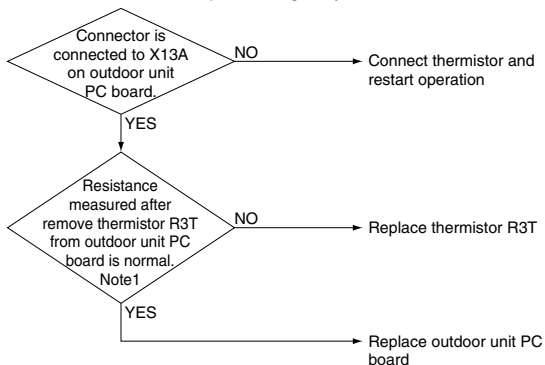 Connector is
connected to X13A
on outdoor unit
PC board.
NO
Connect thermistor and
restart operation
YES
Resistance
measured after
remove thermistor R3T
from outdoor unit PC
board is normal.
Note1
NO
Replace thermistor R3T
YES
Replace outdoor unit PC
board